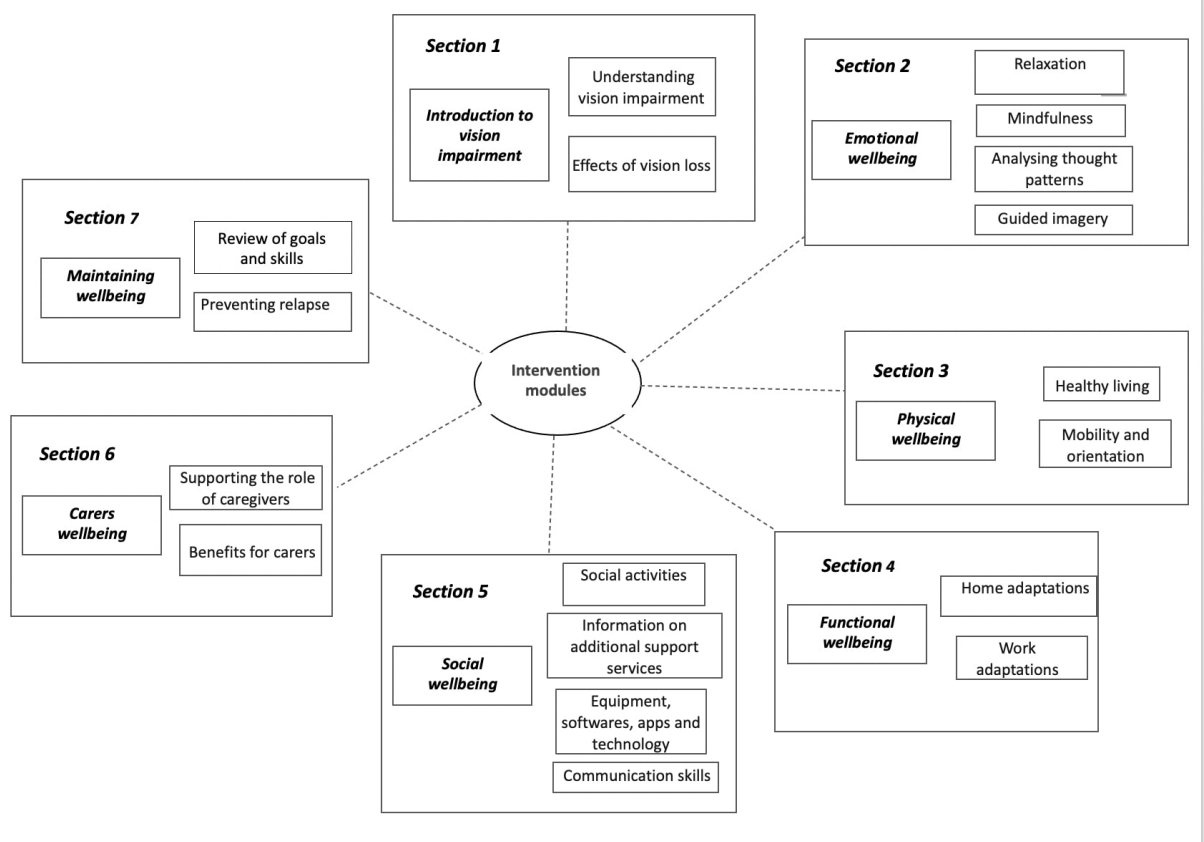 Section 1
Introduction to
vision
impairment
Understanding
vision impairment
Effects of vision loss
Section 2
Emotional
wellbeing
Relaxation
Mindfulness
Analysing thought
patterns
Guided imagery
Section 7
Maintaining
wellbeing
Review of goals
and skills
Preventing relapse
Intervention
modules
Section 3
Physical
wellbeing
Healthy living
Mobility and
orientation
Section 6
Carers
wellbeing
Supporting the role
of caregivers
Benefits for carers
Section 5
Social
wellbeing
Social activities
Information on
additional support
services
Equipment,
softwares, apps and
technology
Communication skills
Section 4
Functional
wellbeing
Home adaptations
Work
adaptations